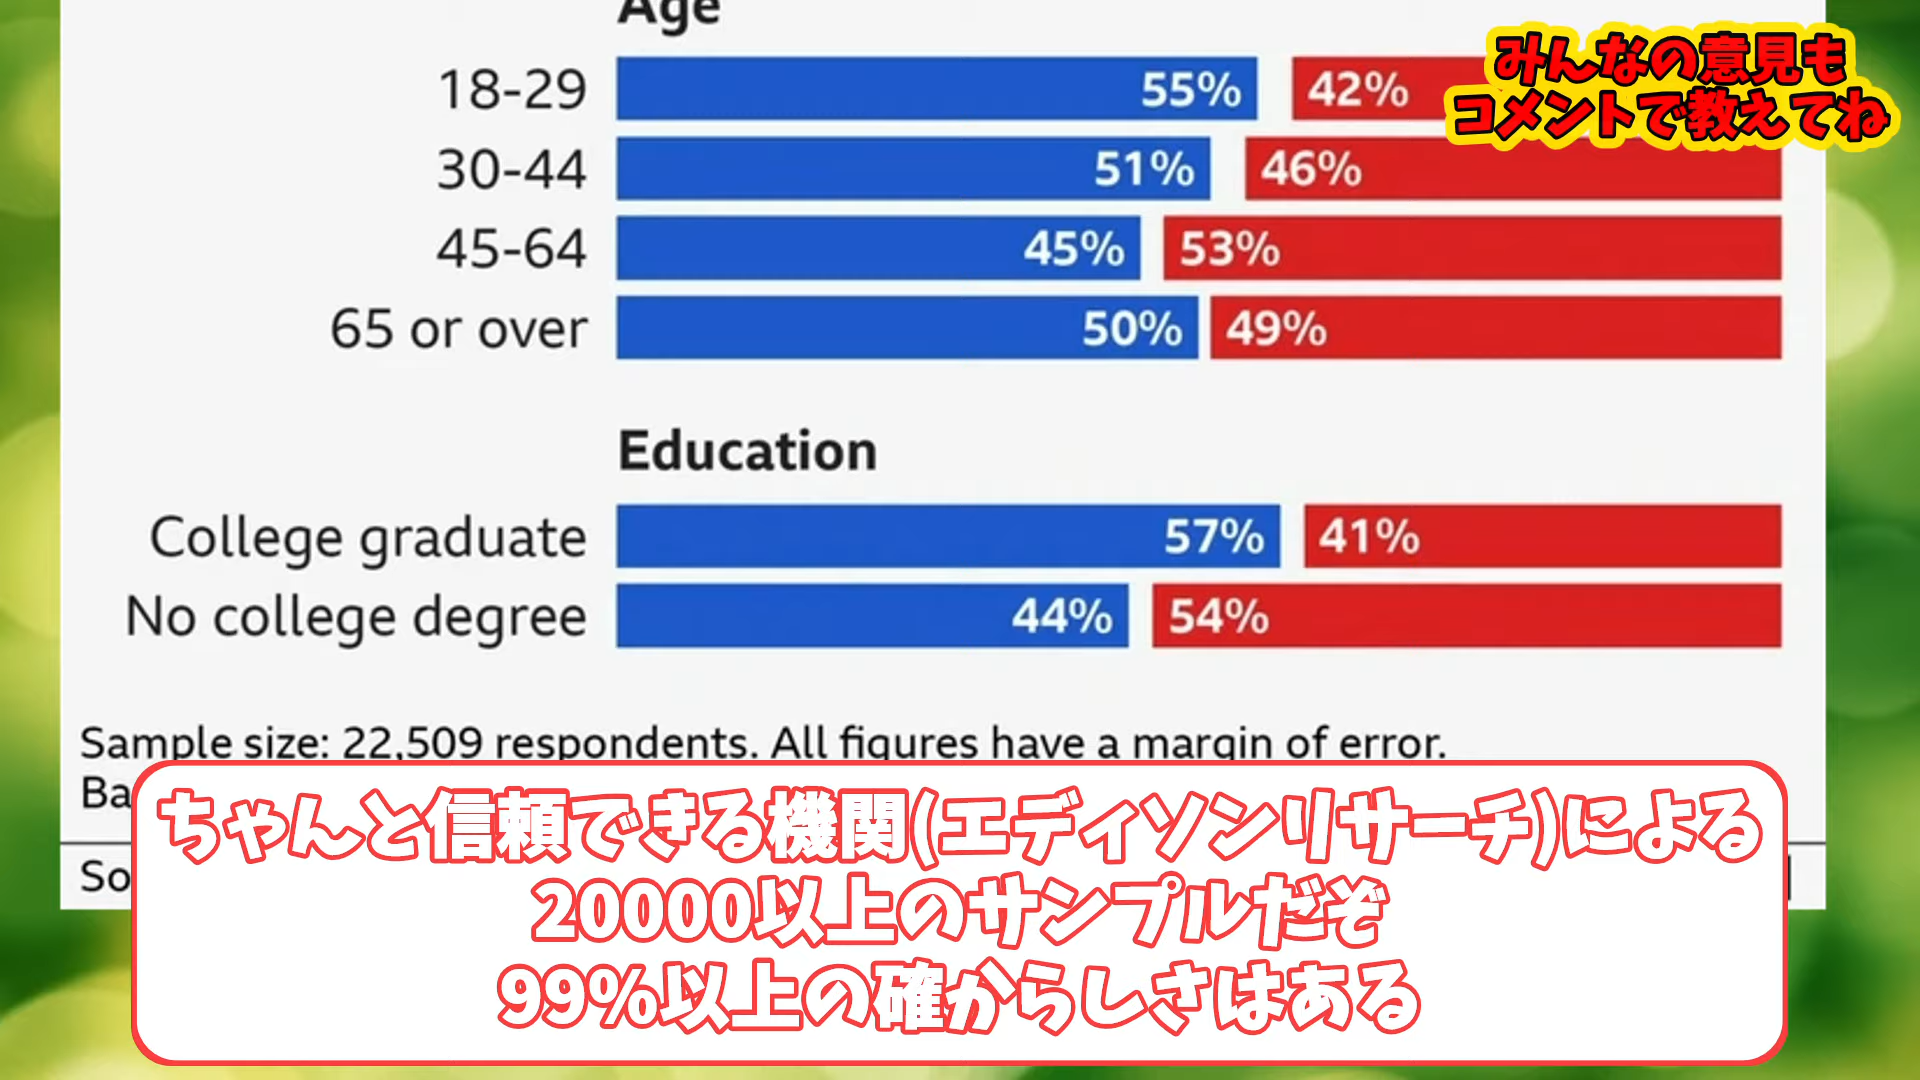 Age
みんなの意見も
コメントで教えてね
18-29 55% 42%
30-44 51% 46%
45-64 45% 53%
65 or over 50% 49%
Education
College graduate 57% 41%
No college degree 44% 54%
Sample size: 22,509 respondents. All figures have a margin of error.
ちゃんと信頼できる機関(エディソンリサーチ)による
20000以上のサンプルだぞ
99%以上の確からしさはある